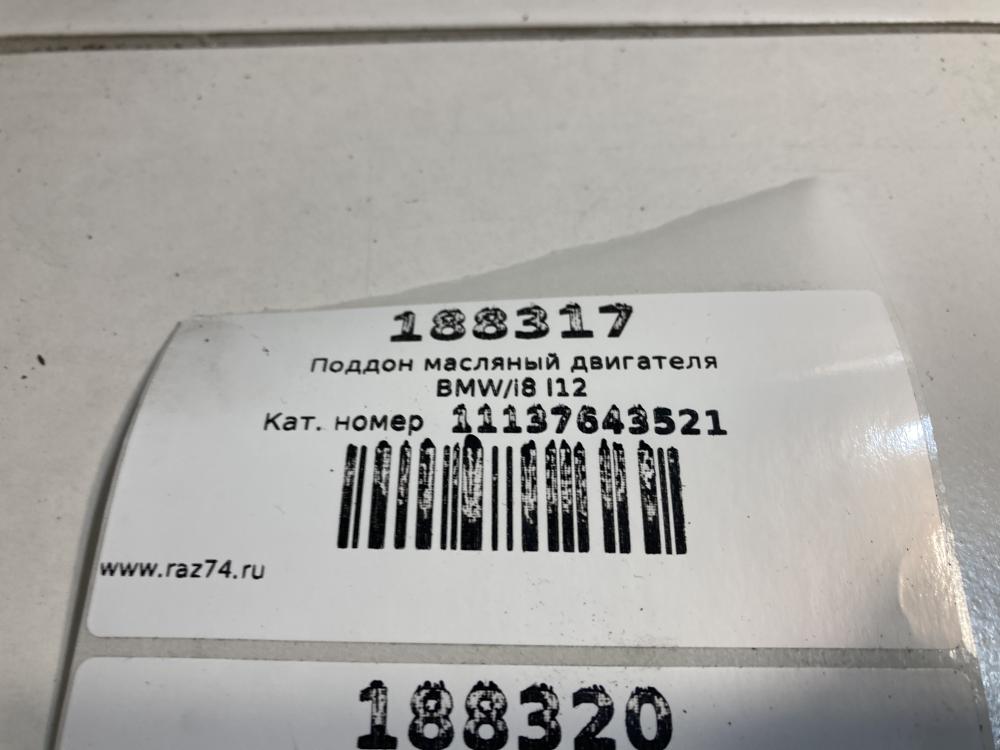 188317
Поддон масляный двигателя
BMW/i8 I12
Кат. номер 11137643521
www.raz74.ru
188320